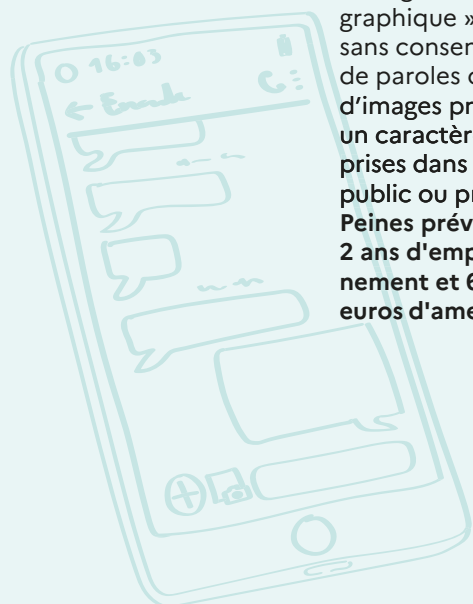 16:03
graphique »
sans conser
de paroles
d’images pr
un caractèr
prises dans
public ou pr
Peines prév
2 ans d'emp
nement et 6
euros d'ame